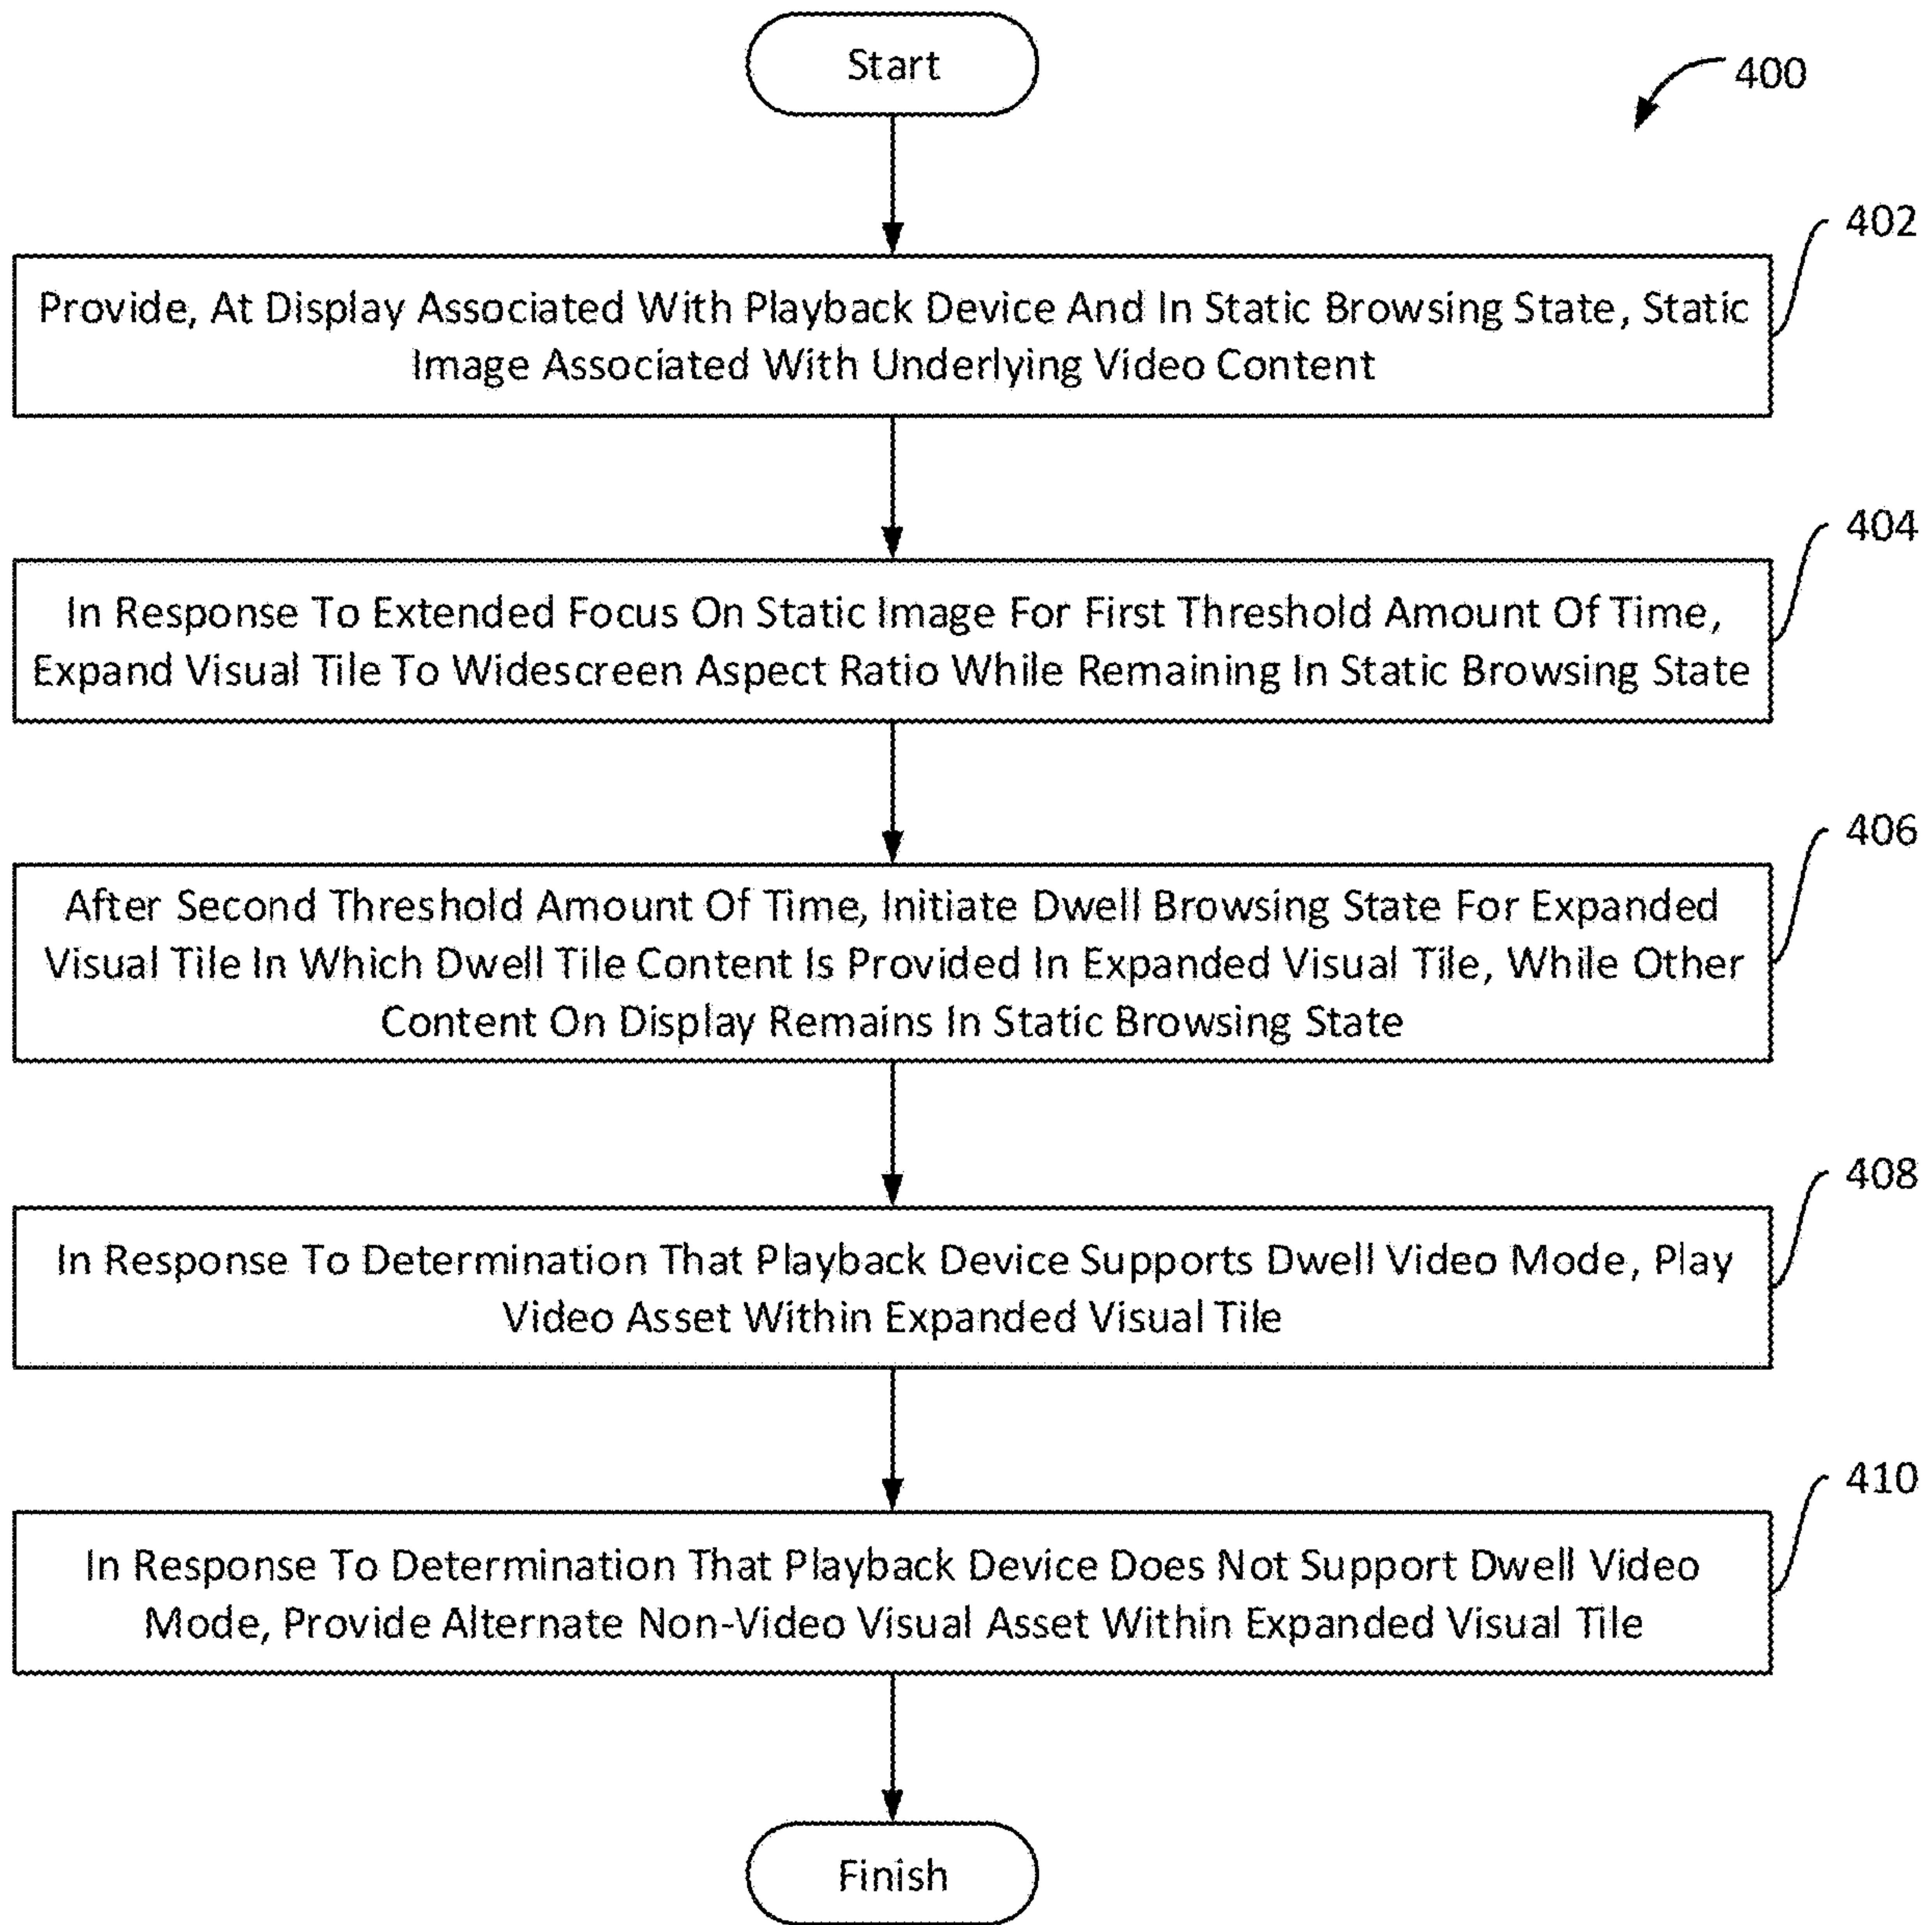 Start
400
402
Provide, At Display Associated With Playback Device And In Static Browsing State, Static
Image Associated With Underlying Video Content
404
In Response To Extended Focus On Static Image For First Threshold Amount Of Time,
Expand Visual Tile To Widescreen Aspect Ratio While Remaining In Static Browsing State
406
After Second Threshold Amount Of Time, Initiate Dwell Browsing State For Expanded
Visual Tile In Which Dwell Tile Content Is Provided In Expanded Visual Tile, While Other
Content On Display Remains In Static Browsing State
408
In Response To Determination That Playback Device Supports Dwell Video Mode, Play
Video Asset Within Expanded Visual Tile
410
In Response To Determination That Playback Device Does Not Support Dwell Video
Mode, Provide Alternate Non-Video Visual Asset Within Expanded Visual Tile
Finish